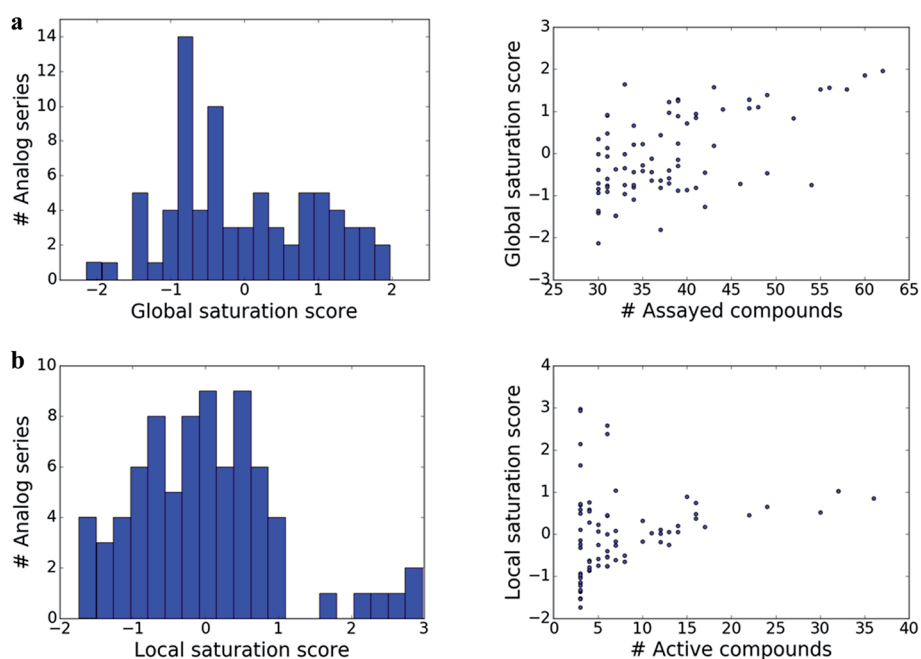 a
# Analog series
14
12
10
8
6
4
2
0
−2 −1 0 1 2
Global saturation score
Global saturation score
3
2
1
0
−1
−2
−3
25 30 35 40 45 50 55 60 65
# Assayed compounds
b
# Analog series
10
8
6
4
2
0
−2 −1 0 1 2 3
Local saturation score
Local saturation score
4
3
2
1
0
−1
−2
0 5 10 15 20 25 30 35 40
# Active compounds